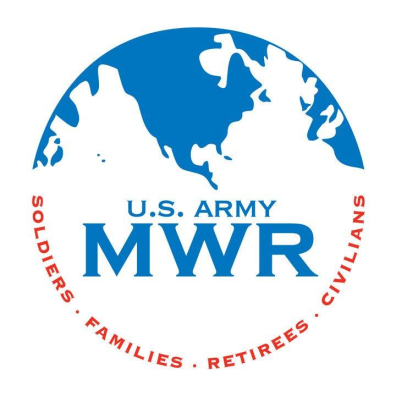 U.S. ARMY
MWR
SOLDIERS · FAMILIES · RETIREES · CIVILIANS